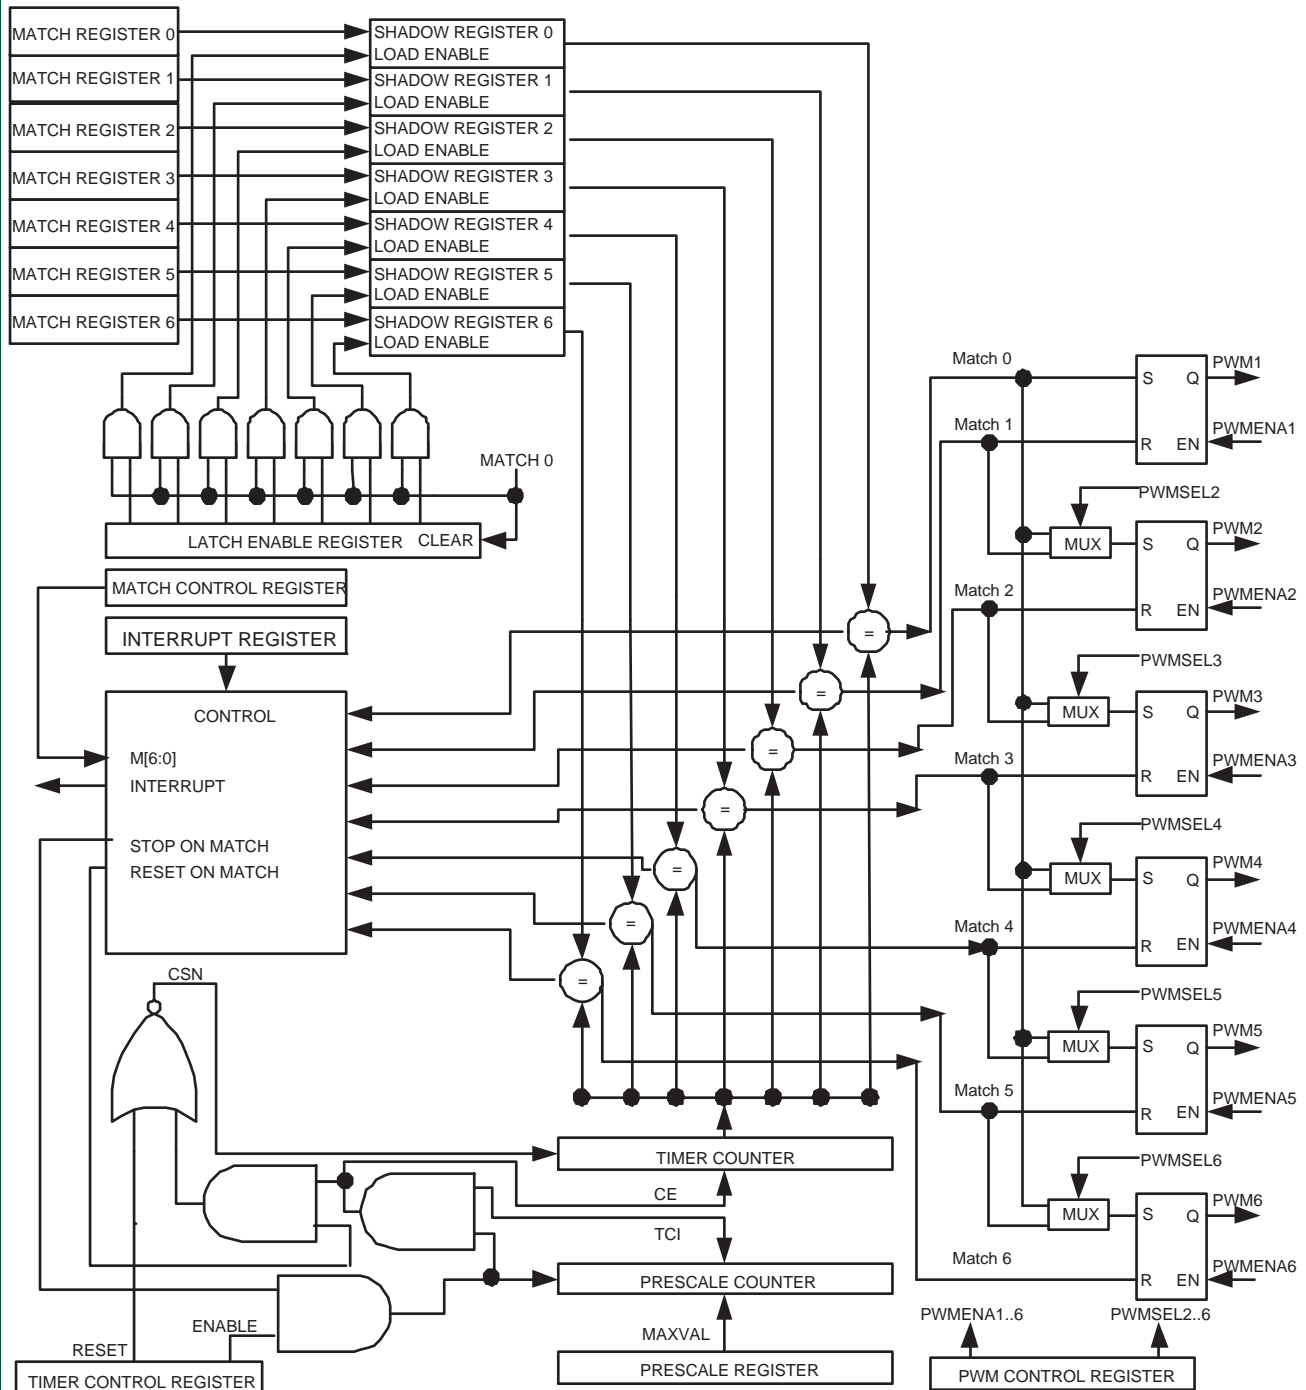 MATCH REGISTER 0
MATCH REGISTER 1
MATCH REGISTER 2
MATCH REGISTER 3
MATCH REGISTER 4
MATCH REGISTER 5
MATCH REGISTER 6
SHADOW REGISTER 0
LOAD ENABLE
SHADOW REGISTER 1
LOAD ENABLE
SHADOW REGISTER 2
LOAD ENABLE
SHADOW REGISTER 3
LOAD ENABLE
SHADOW REGISTER 4
LOAD ENABLE
SHADOW REGISTER 5
LOAD ENABLE
SHADOW REGISTER 6
LOAD ENABLE
MATCH 0
LATCH ENABLE REGISTER CLEAR
MATCH CONTROL REGISTER
INTERRUPT REGISTER
CONTROL
M[6:0]
INTERRUPT
STOP ON MATCH
RESET ON MATCH
=
=
=
=
=
=
=
CSN
TIMER COUNTER
CE
TCI
PRESCALE COUNTER
MAXVAL
PRESCALE REGISTER
ENABLE
RESET
TIMER CONTROL REGISTER
Match 0
S Q PWM1
Match 1
R EN PWMENA1
PWMSEL2
MUX
S Q PWM2
Match 2
R EN PWMENA2
PWMSEL3
MUX
S Q PWM3
Match 3
R EN PWMENA3
PWMSEL4
MUX
S Q PWM4
Match 4
R EN PWMENA4
PWMSEL5
MUX
S Q PWM5
Match 5
R EN PWMENA5
PWMSEL6
MUX
S Q PWM6
Match 6
R EN PWMENA6
PWMENA1..6 PWMSEL2..6
PWM CONTROL REGISTER